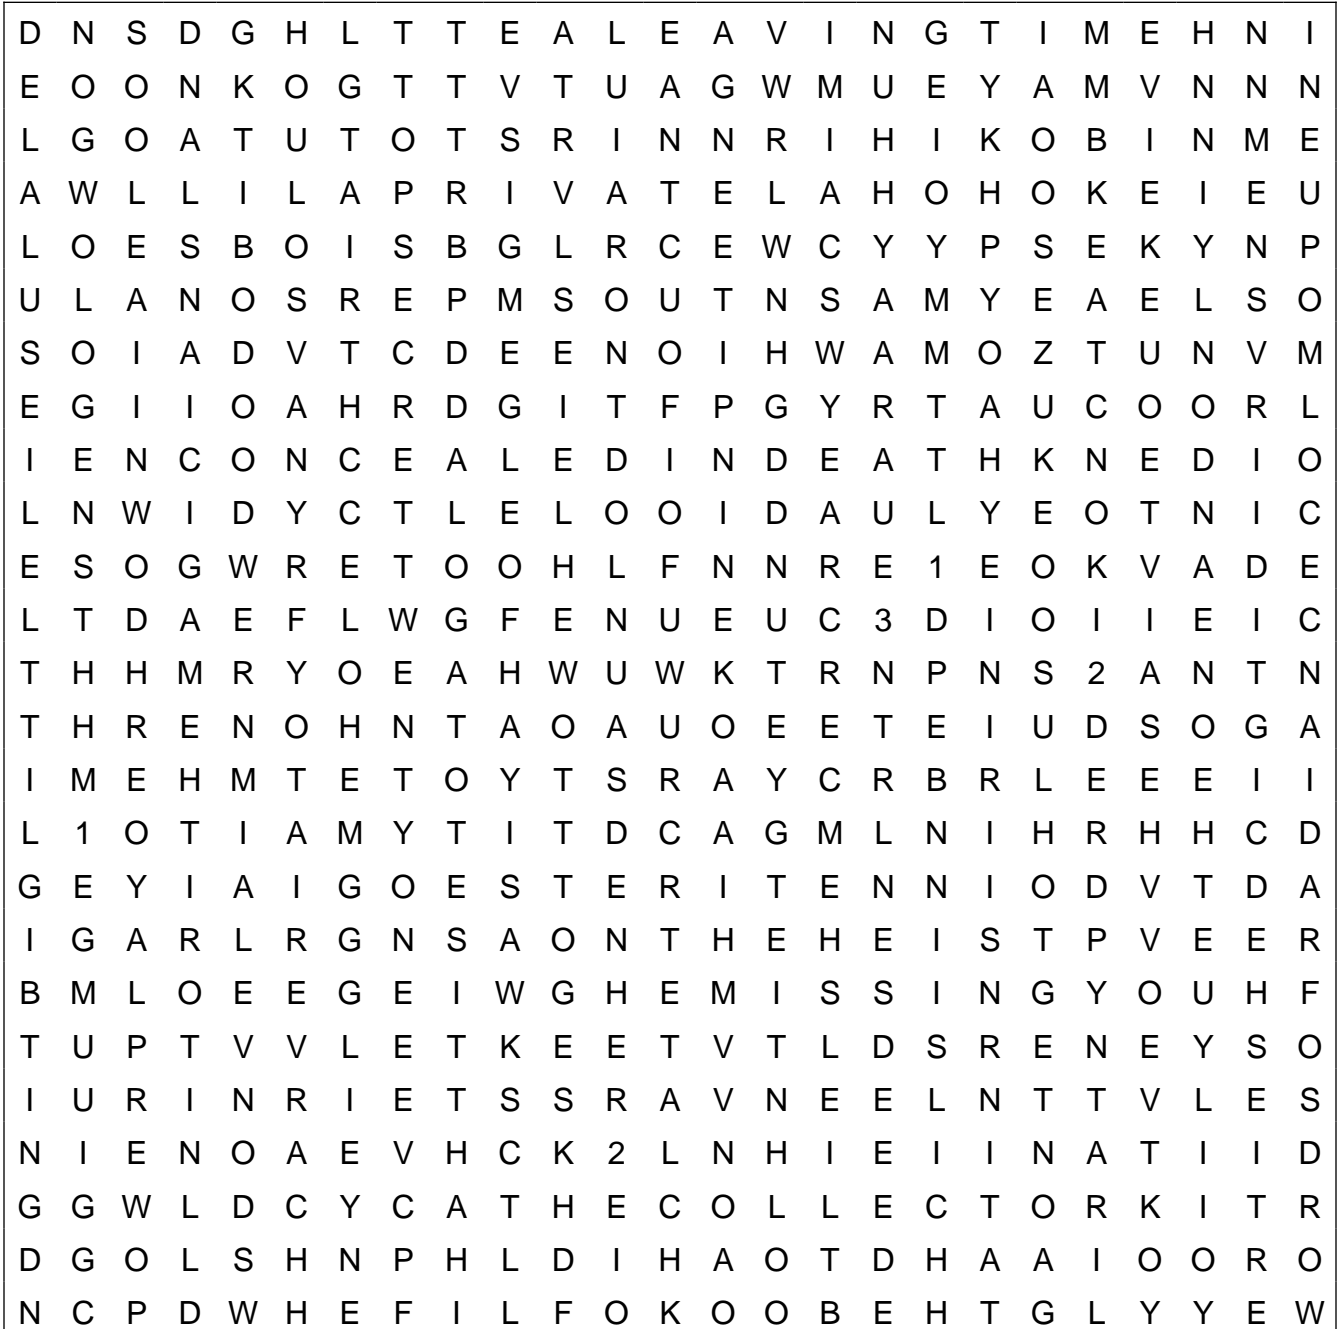 D N S D G H L T T E A L E A V I N G T I M E H N I
E O O N K O G T T V T U A G W M U E Y A M V N N N
L G O A T U T O T S R I N N R I H I K O B I N M E
A W L L I L A P R I V A T E L A H O H O K E I E U
L O E S B O I S B G L R C E W C Y Y P S E K Y N P
U L A N O S R E P M S O U T N S A M Y E A E L S O
S O I A D V T C D E E N O I H W A M O Z T U N V M
E G I I O A H R D G I T F P G Y R T A U C O O R L
I E N C O N C E A L E D I N D E A T H K N E D I O
L N W I D Y C T L E L O O I D A U L Y E O T N I C
E S O G W R E T O O H L F N N R E 1 E O K V A D E
L T D A E F L W G F E N U E U C 3 D I O I I E I C
T H H M R Y O E A H W U W K T R N P N S 2 A N T N
T H R E N O H N T A O A U O E E T E I U D S O G A
I M E H M T E T O Y T S R A Y C R B R L E E E I I
L 1 O T I A M Y T I T D C A G M L N I H R H H C D
G E Y I A I G O E S T E R I T E N N I O D V T D A
I G A R L R G N S A O N T H E H E I S T P V E E R
B M L O E E G E I W G H E M I S S I N G Y O U H F
T U P T V V L E T K E E T V T L D S R E N E Y S O
I U R I N R I E T S S R A V N E E L N T T V L E S
N I E N O A E V H C K 2 L N H I E I I N A T I I D
G G W L D C Y C A T H E C O L L E C T O R K I T R
D G O L S H N P H L D I H A O T D H A A I O O R O
N C P D W H E F I L F O K O O B E H T G L Y Y E W